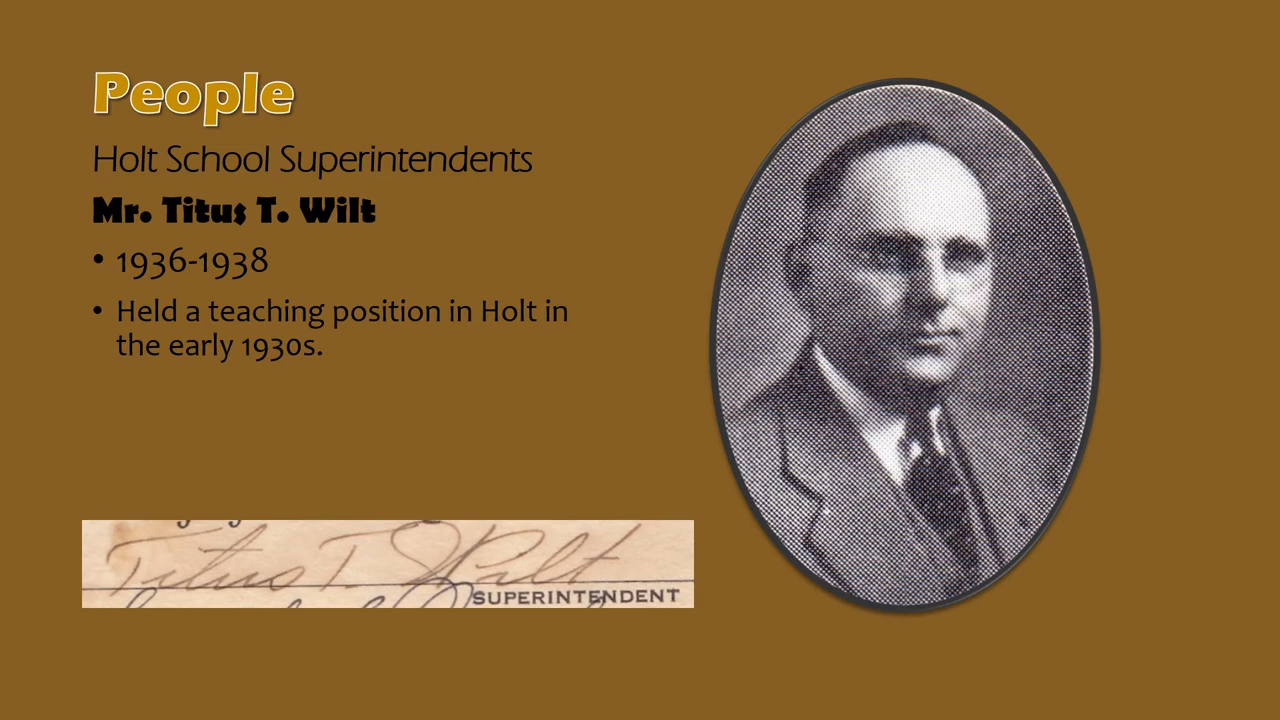 People
Holt School Superintendents
Mr. Titus T. Wilt
• 1936-1938
• Held a teaching position in Holt in
the early 1930s.
Titus T. Wilt
SUPERINTENDENT